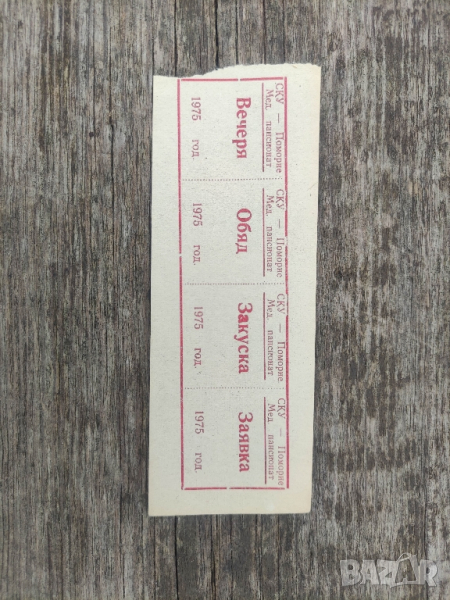 СКУ — Поморие
Мед. пансионат
Вечеря
1975 год.
СКУ — Поморие
Мед. пансионат
Обяд
1975 год.
СКУ — Поморие
Мед. пансионат
Закуска
1975 год.
СКУ — Поморие
Мед. пансионат
Заявка
1975 год.
BAZAR